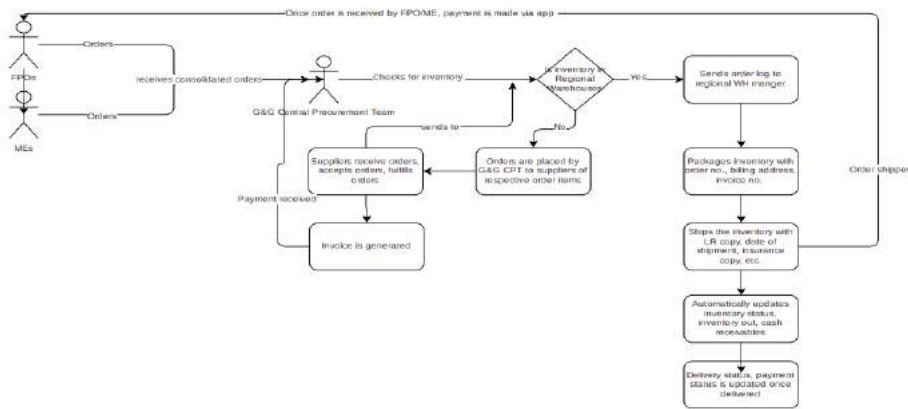 Once order is received by FPO/ME, payment is made via app
Orders
FPOs
receives consolidated orders
Orders
MEs
G&G Central Procurement Team
Checks for inventory
Is inventory in
Regional
Warehouse
Yes
Sends order log to
regional WH manger
No
sends to
Suppliers receive orders,
accepts orders, fulfills
orders
Orders are placed by
G&G CPT to suppliers of
respective order items
Packages inventory with
order no., billing address,
invoice no.
Order shipped
Payment received
Invoice is generated
Ships the inventory with
LR copy, date of
shipment, insurance
copy, etc.
Automatically updates
inventory status,
inventory out, cash
receivables
Delivery status, payment
status is updated once
delivered